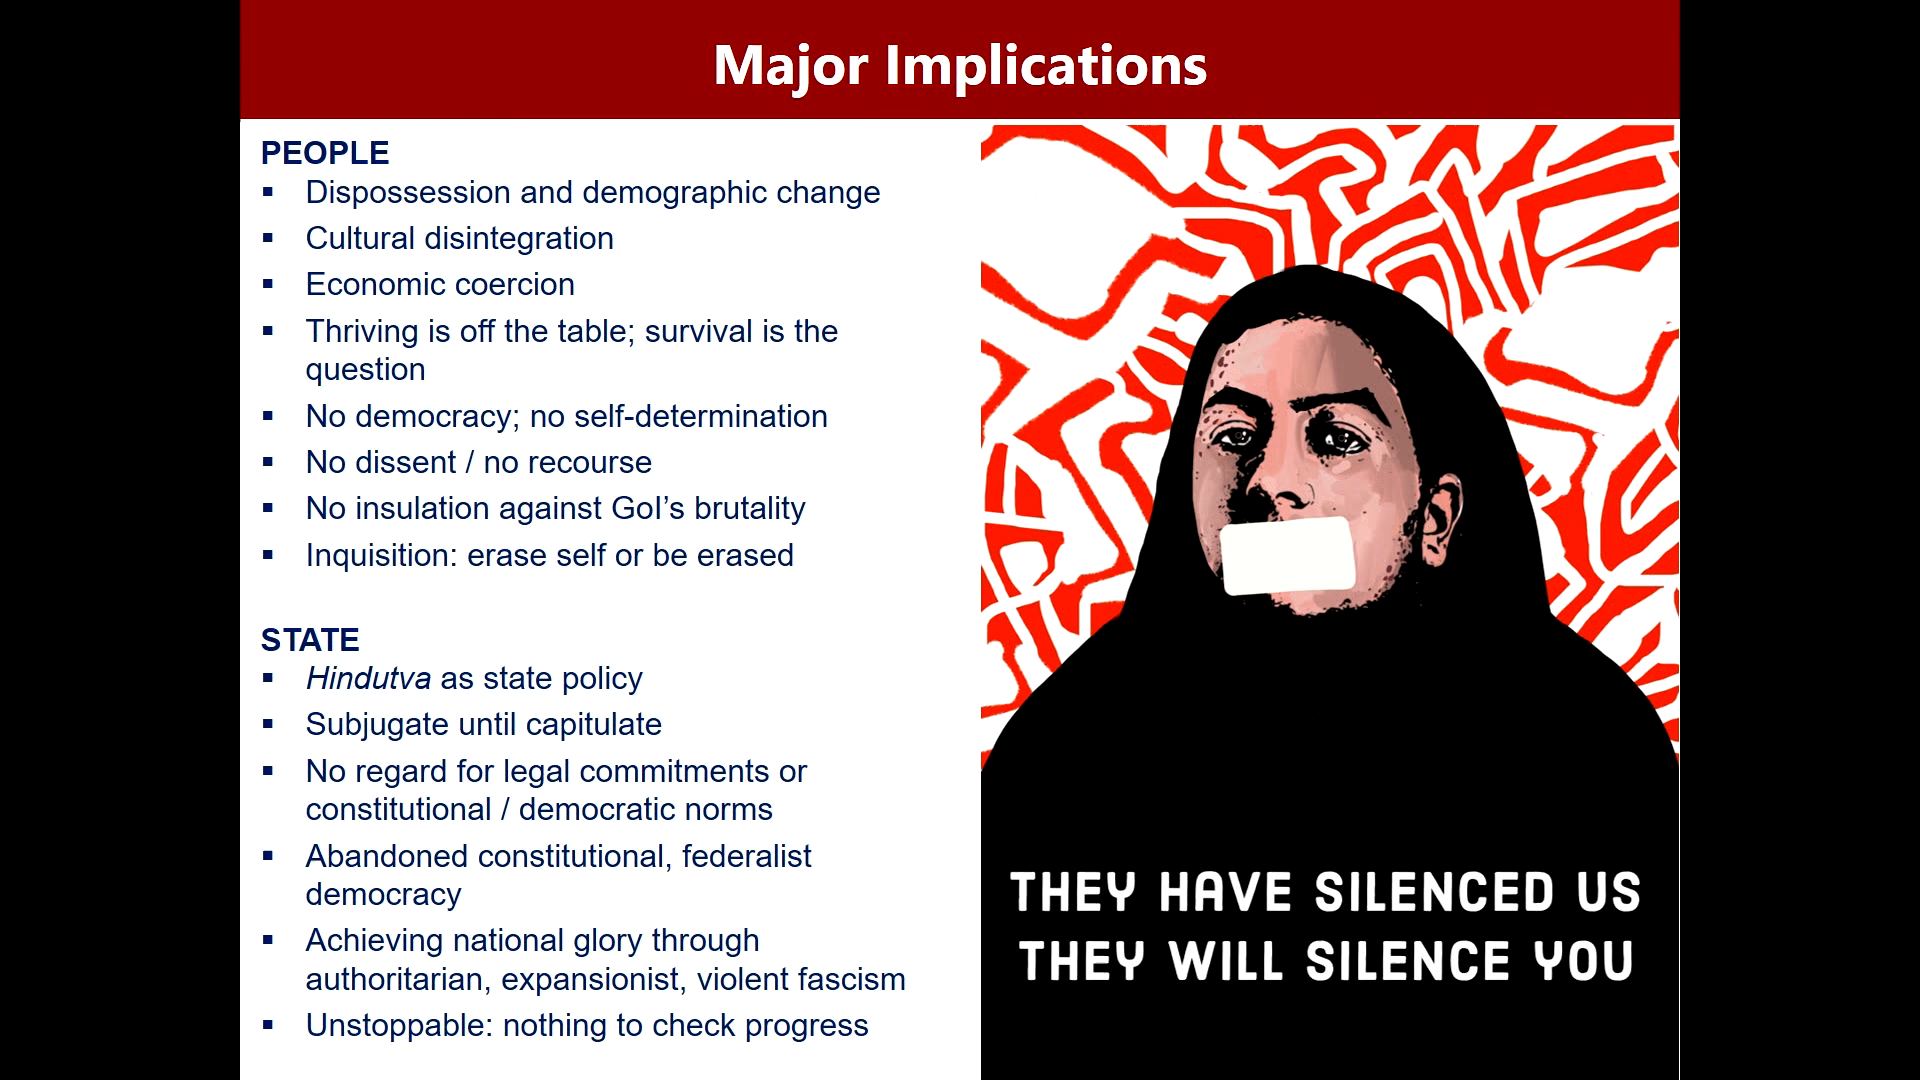 Major Implications
PEOPLE
▪ Dispossession and demographic change
▪ Cultural disintegration
▪ Economic coercion
▪ Thriving is off the table; survival is the
question
▪ No democracy; no self-determination
▪ No dissent / no recourse
▪ No insulation against GoI’s brutality
▪ Inquisition: erase self or be erased
STATE
▪ Hindutva as state policy
▪ Subjugate until capitulate
▪ No regard for legal commitments or
constitutional / democratic norms
▪ Abandoned constitutional, federalist
democracy
▪ Achieving national glory through
authoritarian, expansionist, violent fascism
▪ Unstoppable: nothing to check progress
THEY HAVE SILENCED US
THEY WILL SILENCE YOU